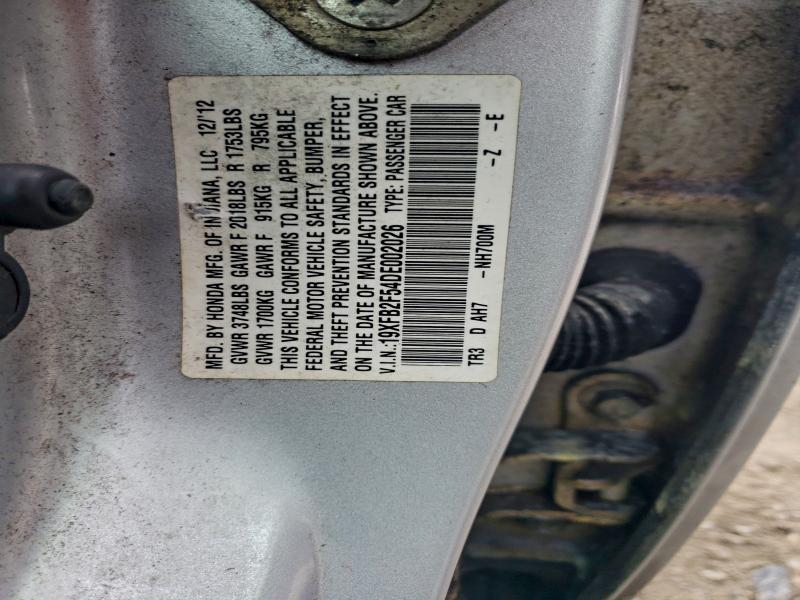 MFD. BY HONDA MFG. OF INDIANA, LLC 12/'12
GVWR 3748LBS GAWR F 2018LBS R 1753LBS
GVWR 1700KG GAWR F 915KG R 795KG
THIS VEHICLE CONFORMS TO ALL APPLICABLE
FEDERAL MOTOR VEHICLE SAFETY, BUMPER,
AND THEFT PREVENTION STANDARDS IN EFFECT
ON THE DATE OF MANUFACTURE SHOWN ABOVE.
V.I.N.:19XFB2F54DE002026 TYPE: PASSENGER CAR
TR3 D AH7 -NH700M -Z -E